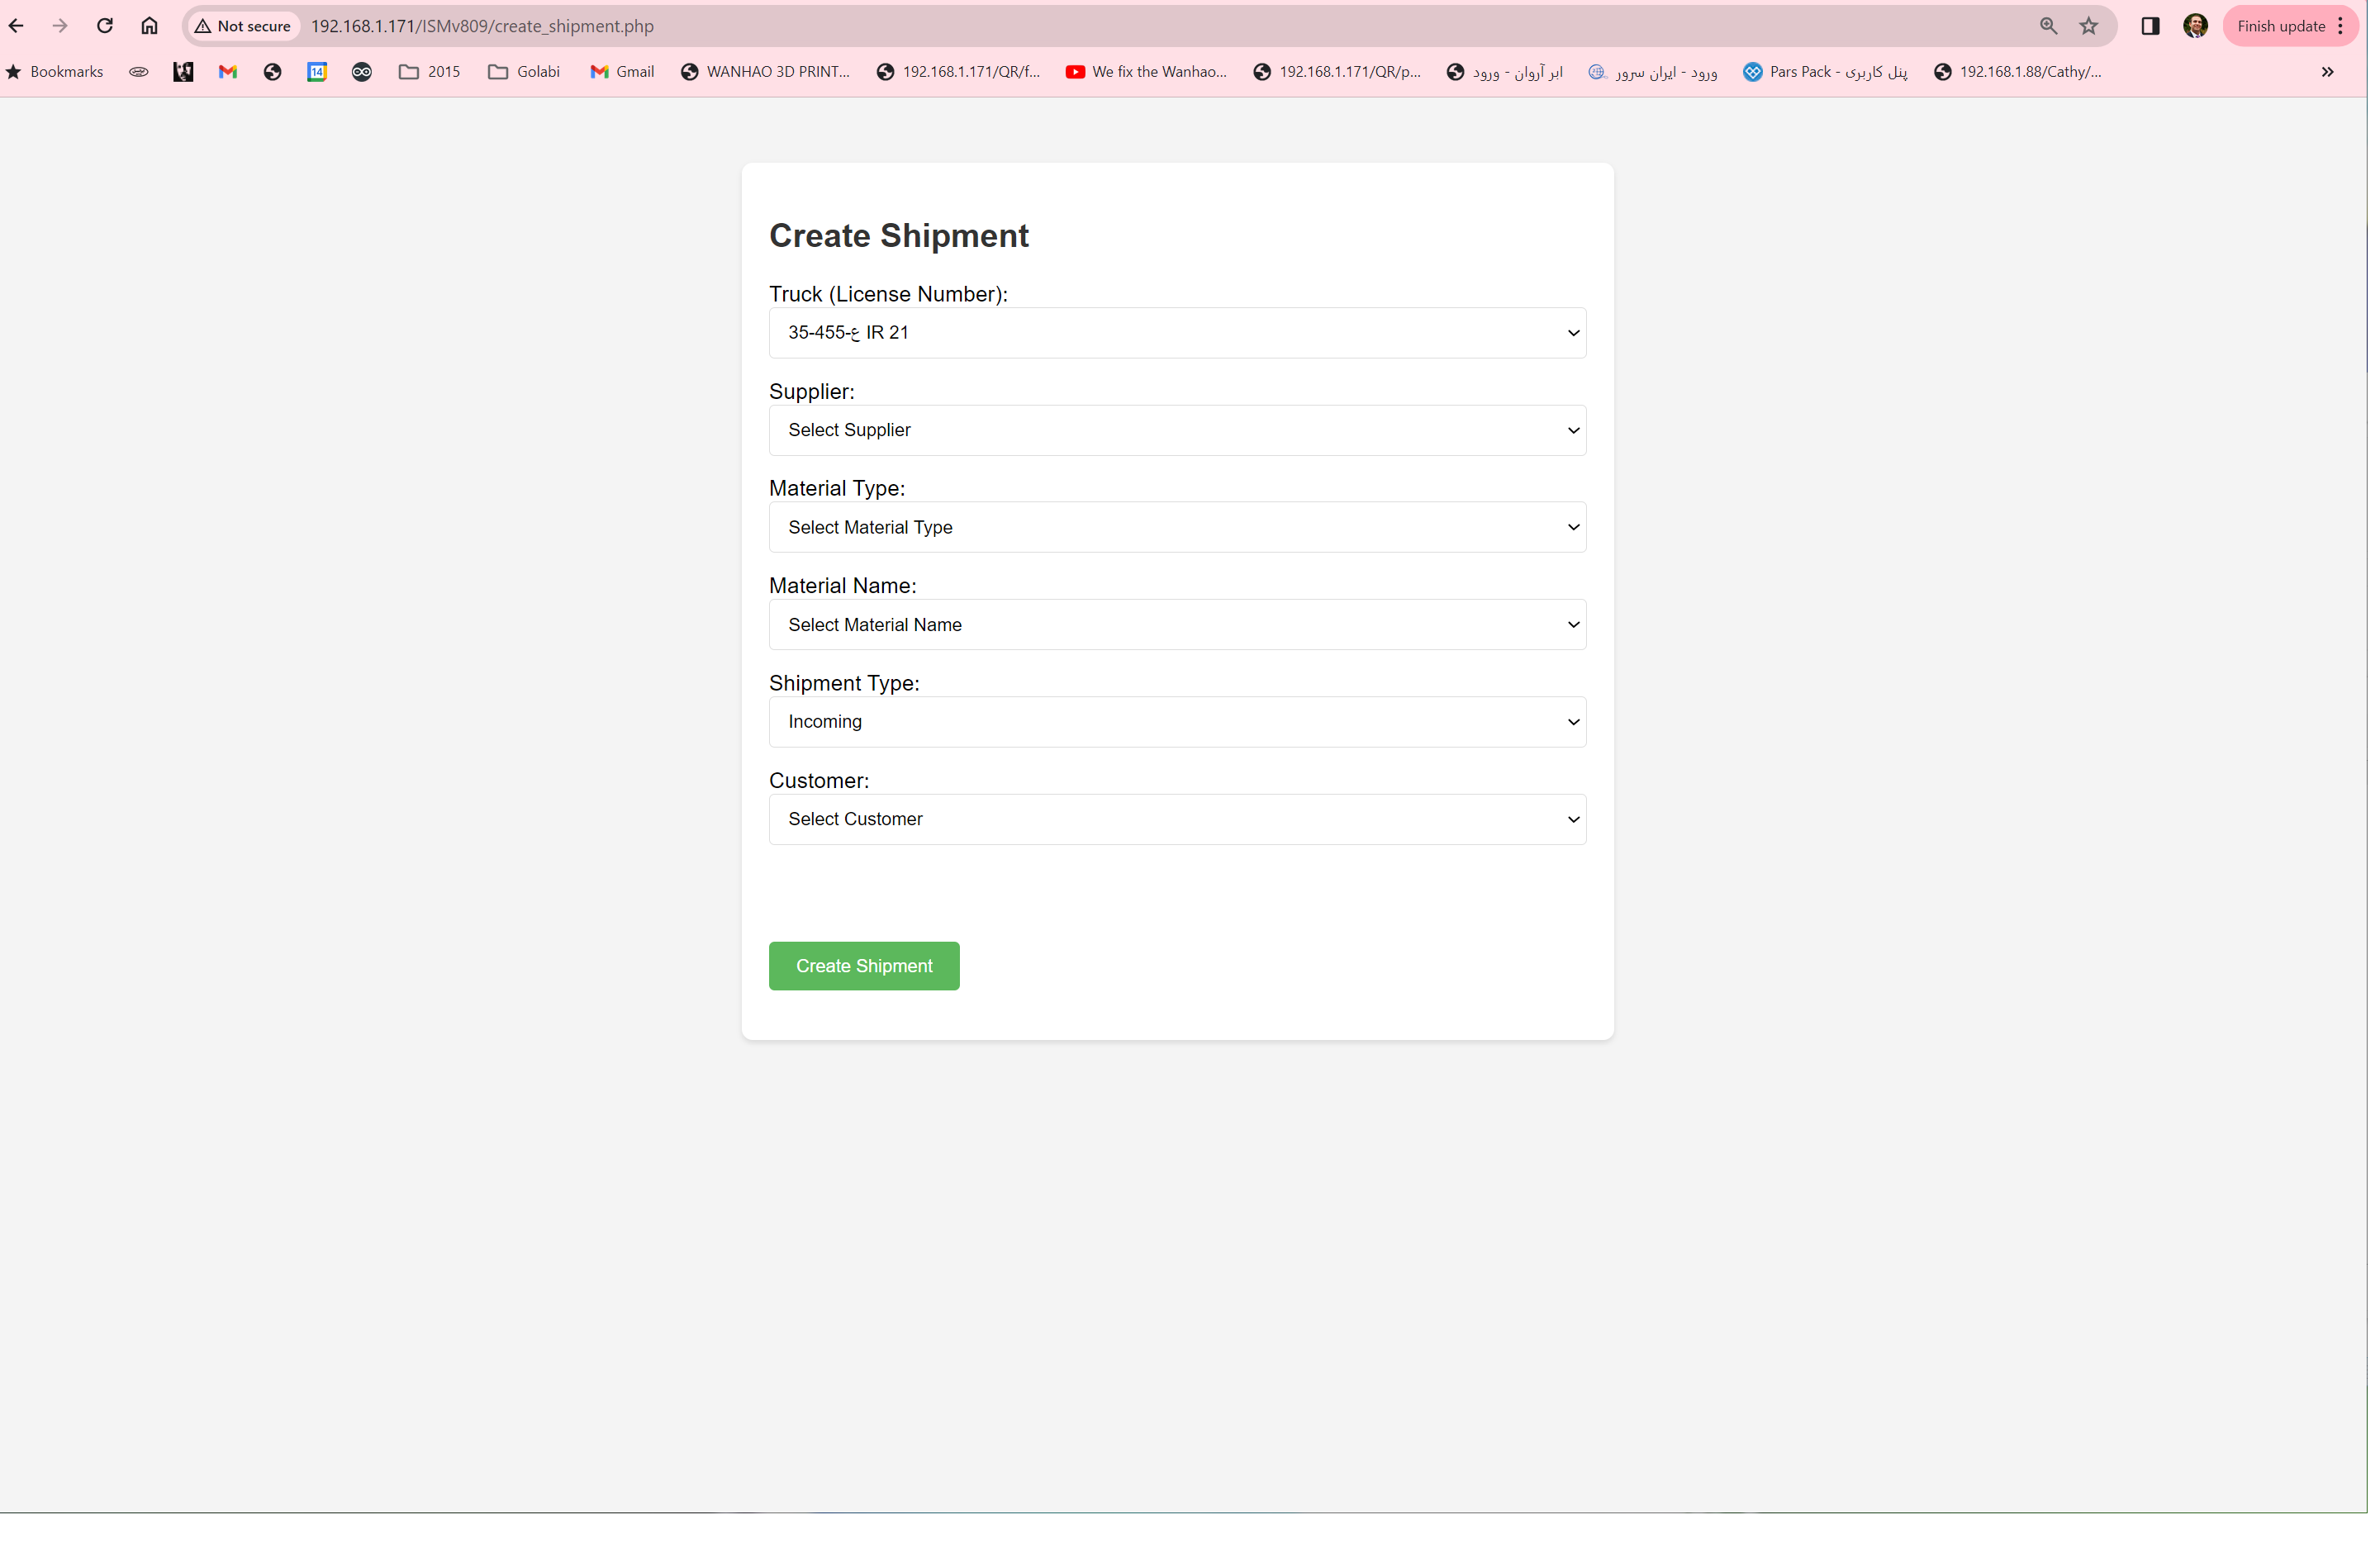 Not secure 192.168.1.171/ISMv809/create_shipment.php Finish update
Bookmarks 14 2015 Golabi Gmail WANHAO 3D PRINT... 192.168.1.171/QR/f... We fix the Wanhao... 192.168.1.171/QR/p... ابر آروان - ورود ورود - ایران سرور Pars Pack - پنل کاربری 192.168.1.88/Cathy/...
Create Shipment
Truck (License Number):
35-455-ع IR 21
Supplier:
Select Supplier
Material Type:
Select Material Type
Material Name:
Select Material Name
Shipment Type:
Incoming
Customer:
Select Customer
Create Shipment